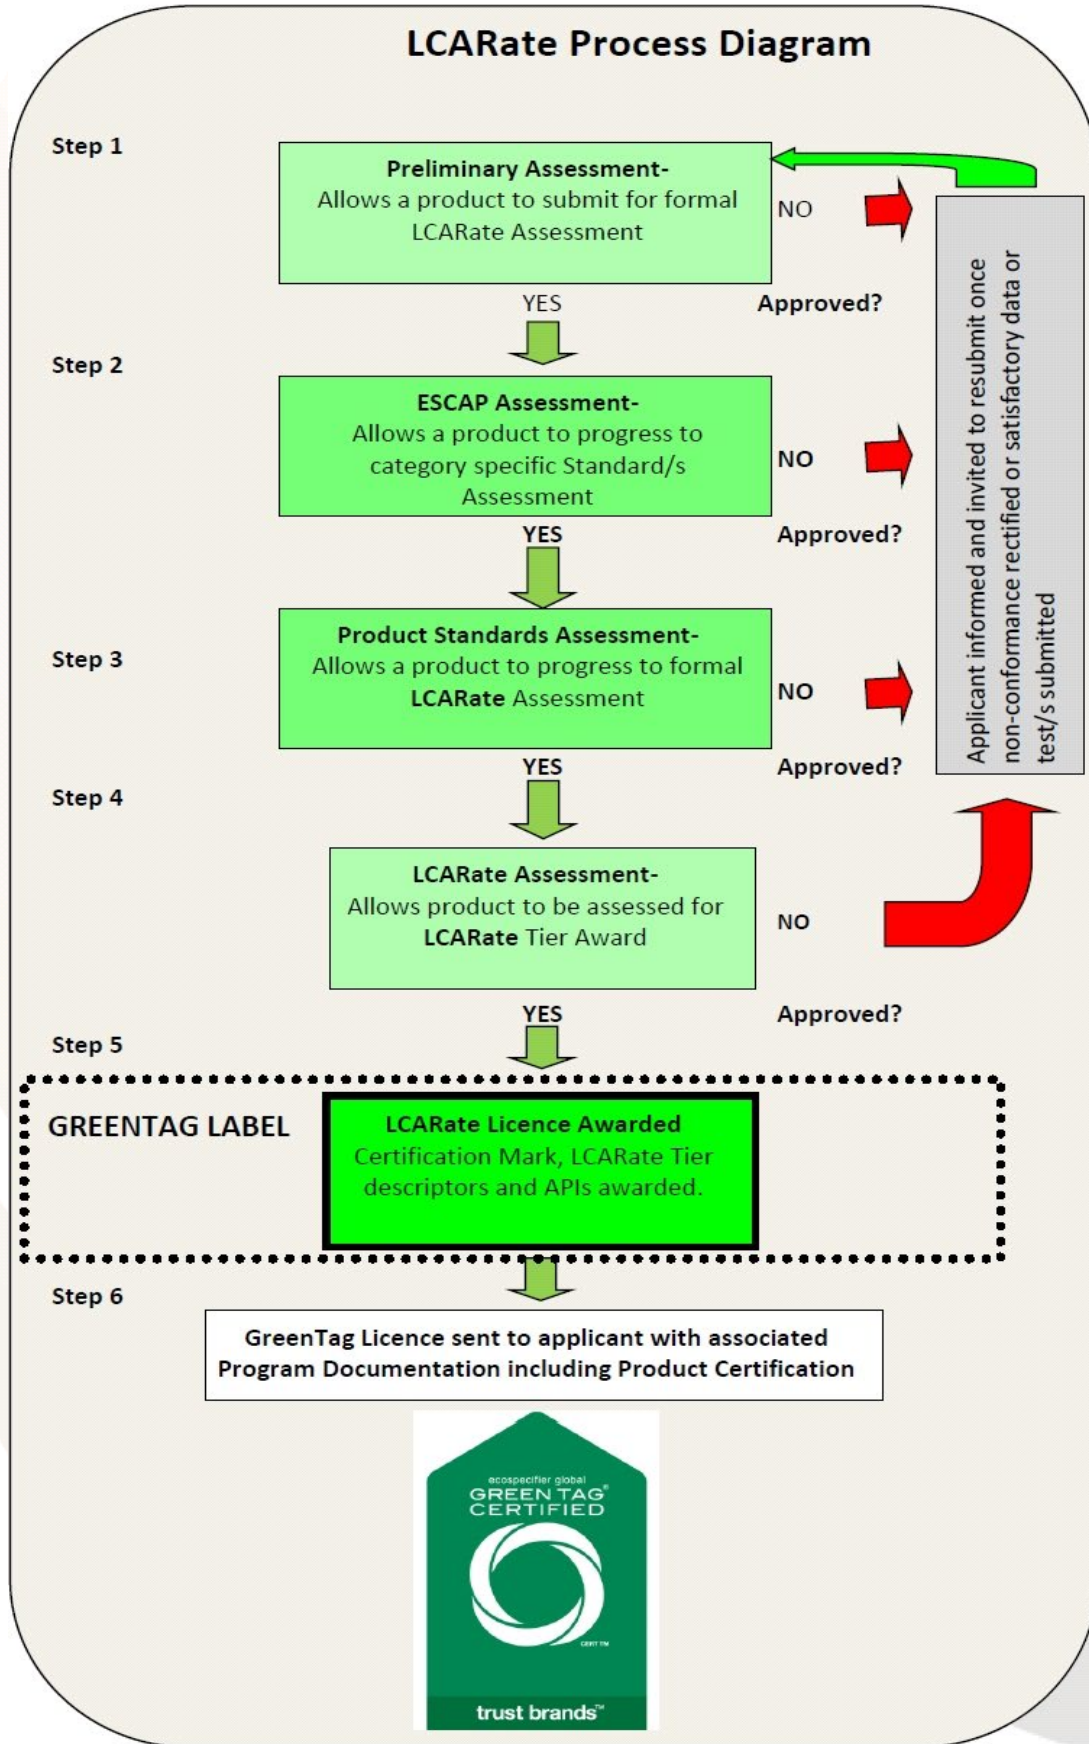 LCARate Process Diagram
Step 1
Preliminary Assessment-
Allows a product to submit for formal
LCARate Assessment
NO
YES
Approved?
Applicant informed and invited to resubmit once
non-conformance rectified or satisfactory data or
test/s submitted
Step 2
ESCAP Assessment-
Allows a product to progress to
category specific Standard/s
Assessment
NO
YES
Approved?
Step 3
Product Standards Assessment-
Allows a product to progress to formal
LCARate Assessment
NO
YES
Approved?
Step 4
LCARate Assessment-
Allows product to be assessed for
LCARate Tier Award
NO
YES
Approved?
Step 5
GREENTAG LABEL
LCARate Licence Awarded
Certification Mark, LCARate Tier
descriptors and APIs awarded.
Step 6
GreenTag Licence sent to applicant with associated
Program Documentation including Product Certification
ecospecifier global
GREEN TAG®
CERTIFIED
CERT TM
trust brands™